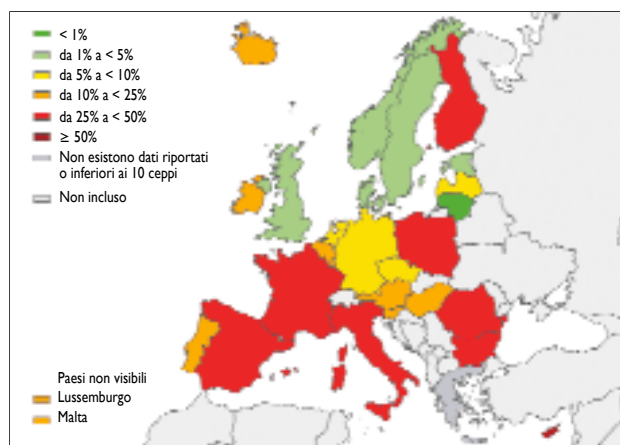 < 1%
da 1% a < 5%
da 5% a < 10%
da 10% a < 25%
da 25% a < 50%
≥ 50%
Non esistono dati riportati
o inferiori ai 10 ceppi
Non incluso
Paesi non visibili
Lussemburgo
Malta